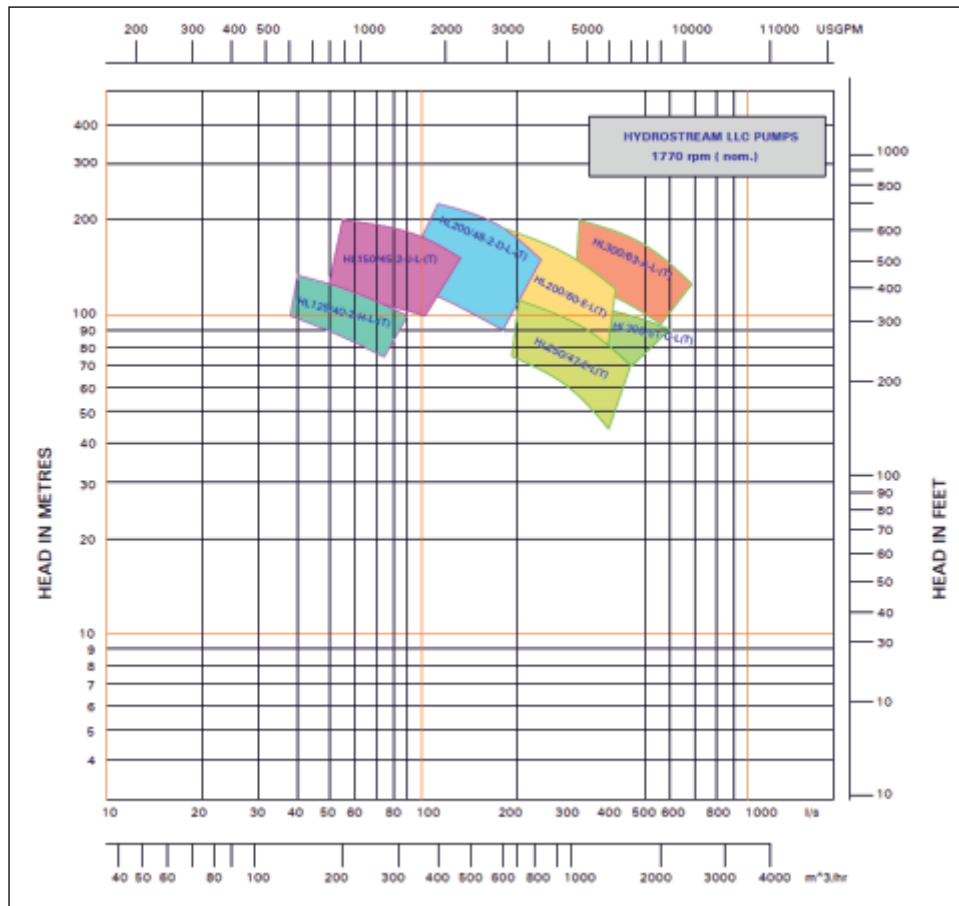 200 300 400 500 1000 2000 3000 5000 10000 11000 USGPM
HYDROSTREAM LLC PUMPS
1770 rpm ( nom.)
400
300
200
100
90
80
70
60
50
40
30
20
10
9
8
7
6
5
4
HEAD IN METRES
HL200/48-2-D-L-(T)
HL300/63-A-L-(T)
HL150/45-2-J-L-(T)
HL200/60-E-L(T)
HL125/40-2-H-L-(T)
HL250/47-E-L(T)
1000
800
600
500
400
300
200
100
90
80
70
60
50
40
30
10
10
HEAD IN FEET
10 20 30 40 50 60 80 100 200 300 400 500 600 800 1000 l/s
40 50 60 80 100 200 300 400 500 600 800 1000 2000 3000 4000 m^3./hr